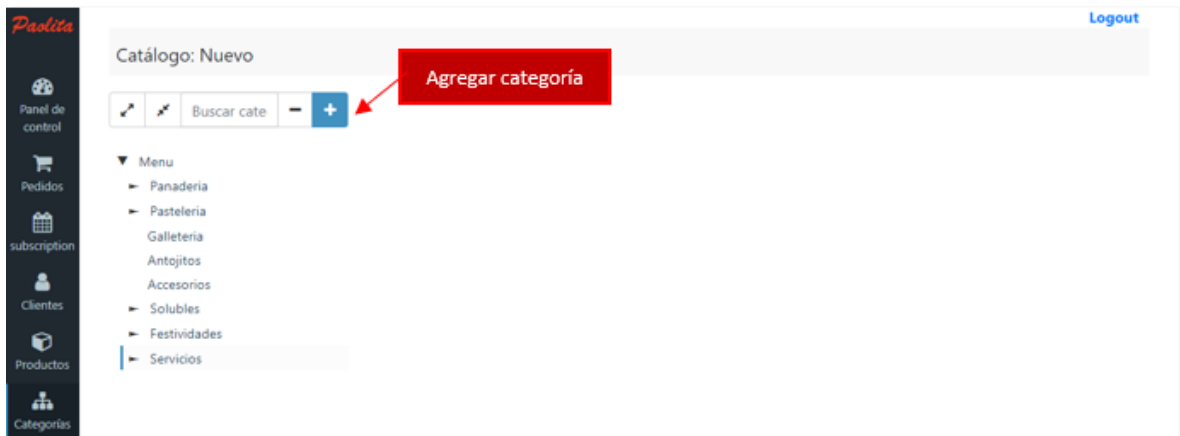 Paolita
Logout
Catálogo: Nuevo
Agregar categoría
Buscar cate
Panel de
control
Pedidos
subscription
Clientes
Productos
Categorías
Menu
Panaderia
Pasteleria
Galleteria
Antojitos
Accesorios
Solubles
Festividades
Servicios